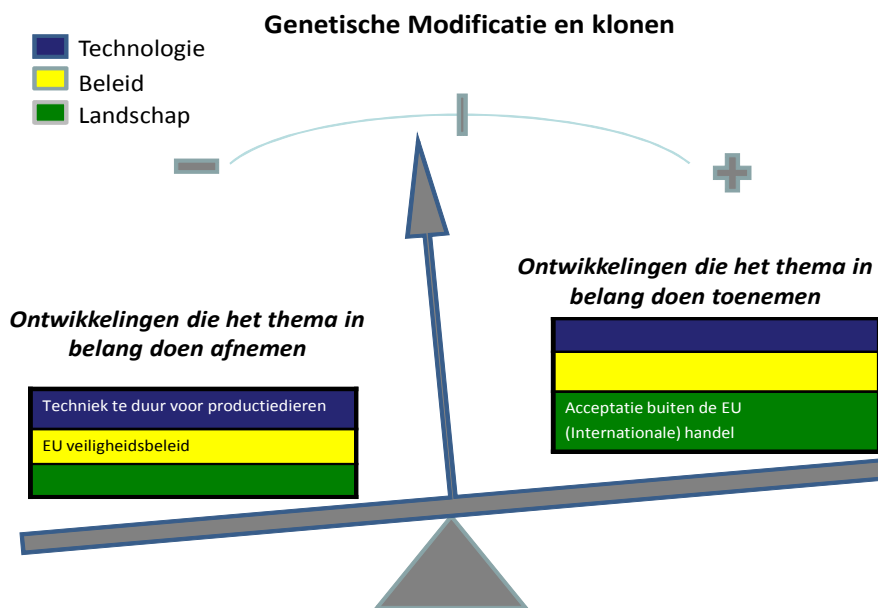 Genetische Modificatie en klonen
Technologie
Beleid
Landschap
Ontwikkelingen die het thema in
belang doen toenemen
Ontwikkelingen die het thema in
belang doen afnemen
Techniek te duur voor productiedieren
EU veiligheidsbeleid
Acceptatie buiten de EU
(Internationale) handel